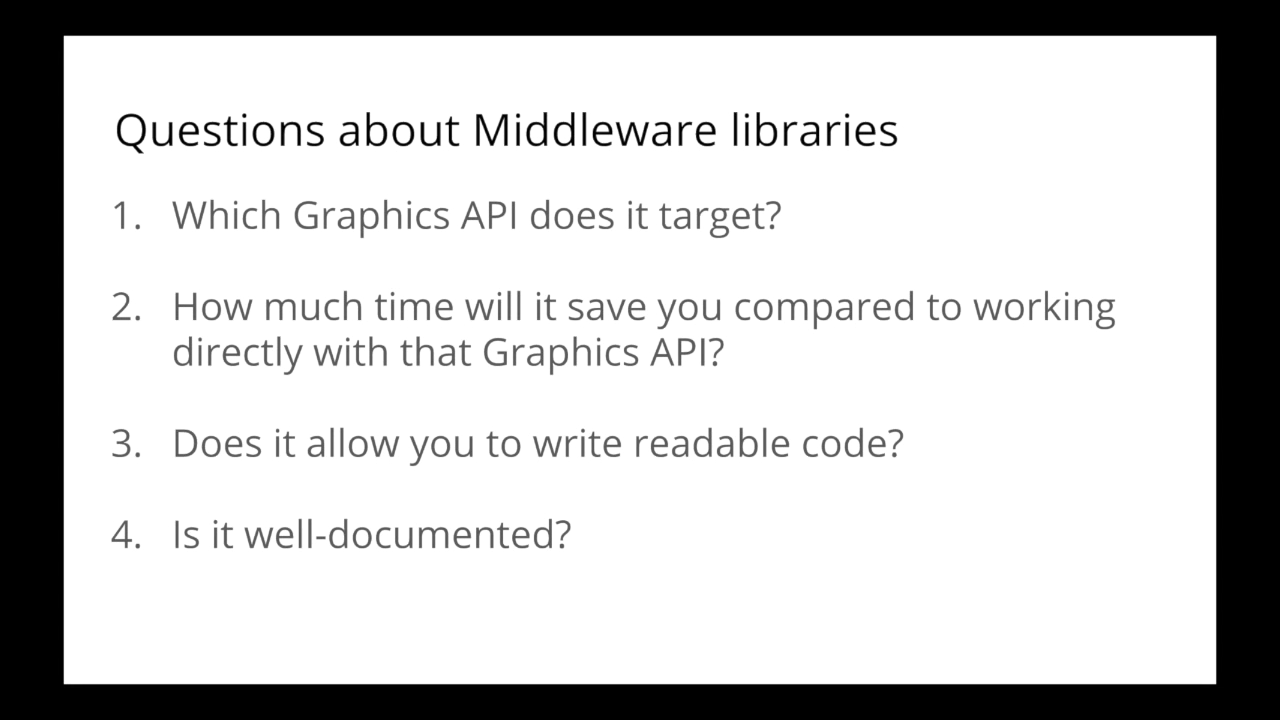 Questions about Middleware libraries
1. Which Graphics API does it target?
2. How much time will it save you compared to working
directly with that Graphics API?
3. Does it allow you to write readable code?
4. Is it well-documented?